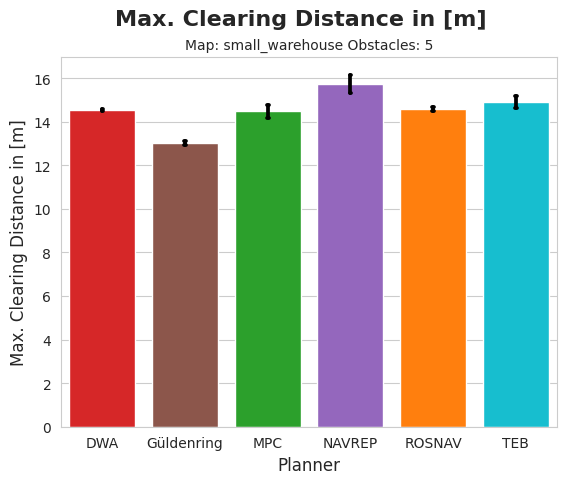 Max. Clearing Distance in [m]
Map: small_warehouse Obstacles: 5
Max. Clearing Distance in [m]
16
14
12
10
8
6
4
2
0
DWA Güldenring MPC NAVREP ROSNAV TEB
Planner